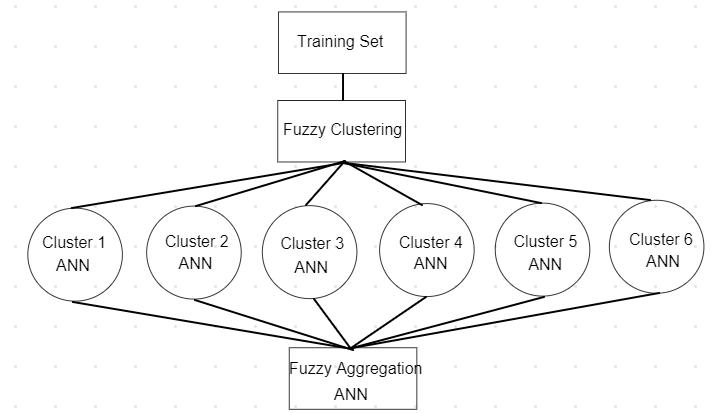 Training Set
Fuzzy Clustering
Cluster 1
ANN
Cluster 2
ANN
Cluster 3
ANN
Cluster 4
ANN
Cluster 5
ANN
Cluster 6
ANN
Fuzzy Aggregation
ANN